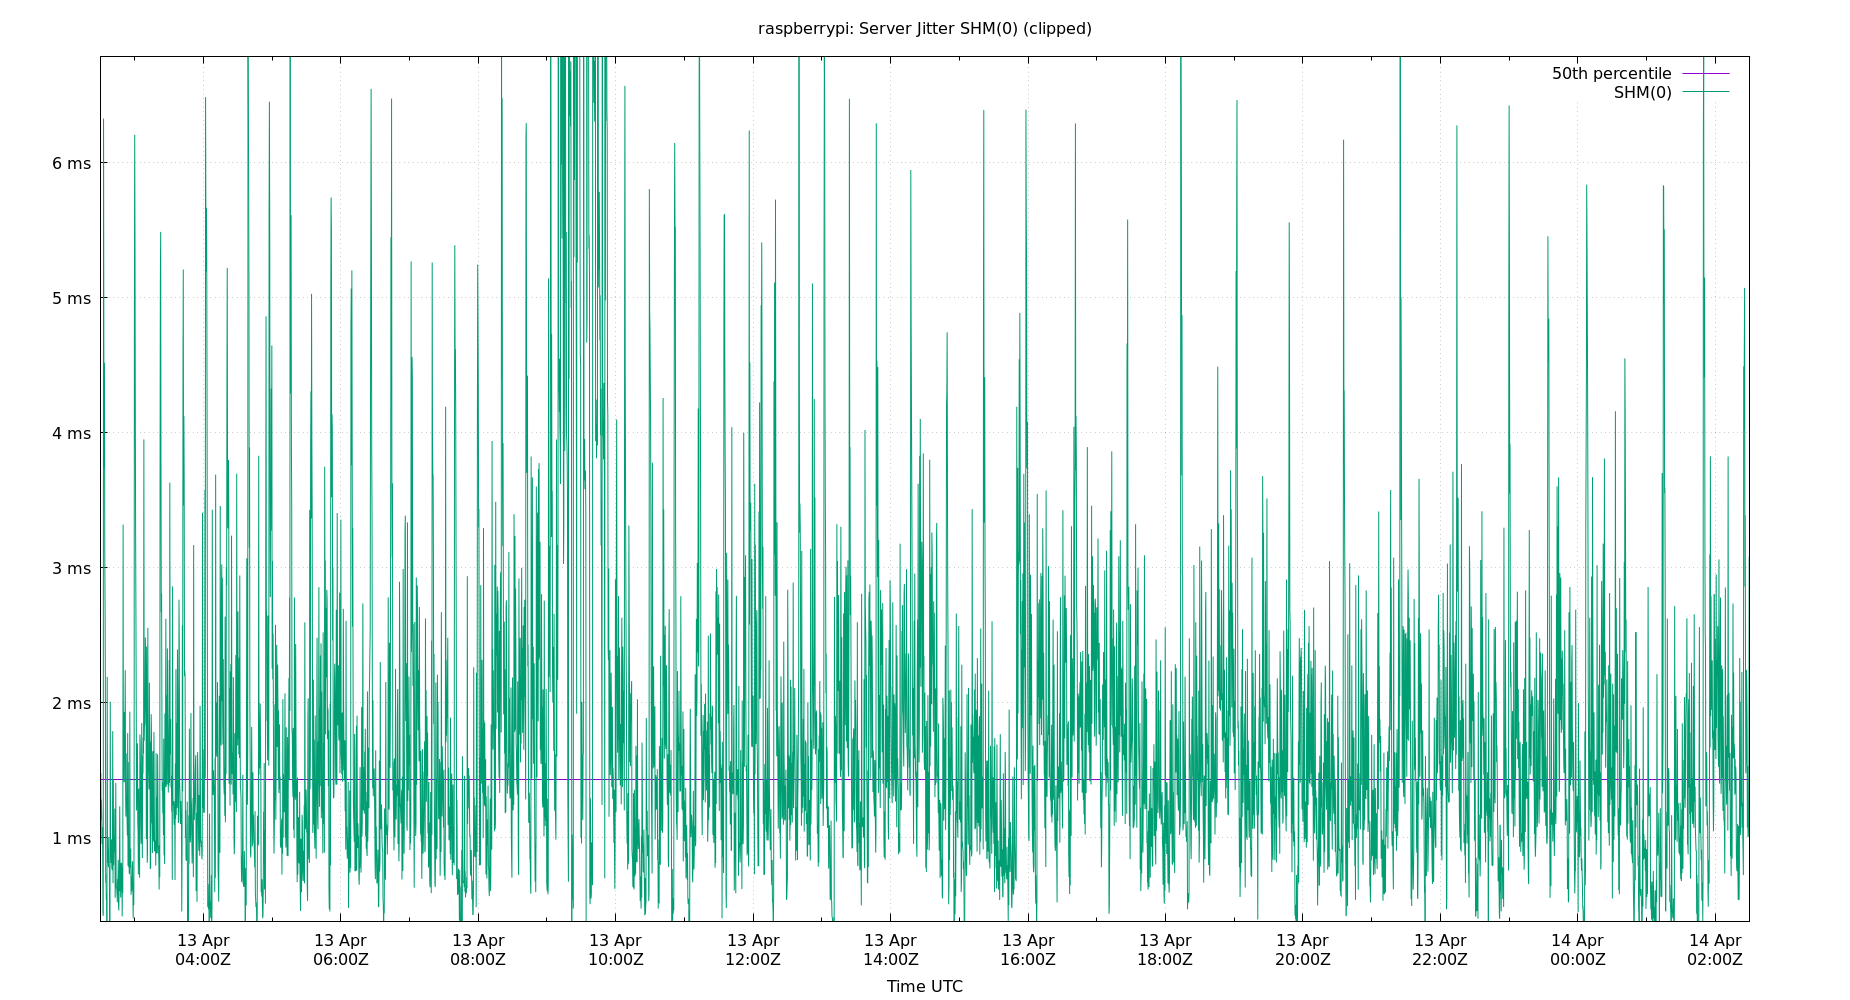 raspberrypi: Server Jitter SHM(0) (clipped)
50th percentile
SHM(0)
6 ms
5 ms
4 ms
3 ms
2 ms
1 ms
13 Apr 13 Apr 13 Apr 13 Apr 13 Apr 13 Apr 13 Apr 13 Apr 13 Apr 13 Apr 14 Apr 14 Apr
04:00Z 06:00Z 08:00Z 10:00Z 12:00Z 14:00Z 16:00Z 18:00Z 20:00Z 22:00Z 00:00Z 02:00Z
Time UTC